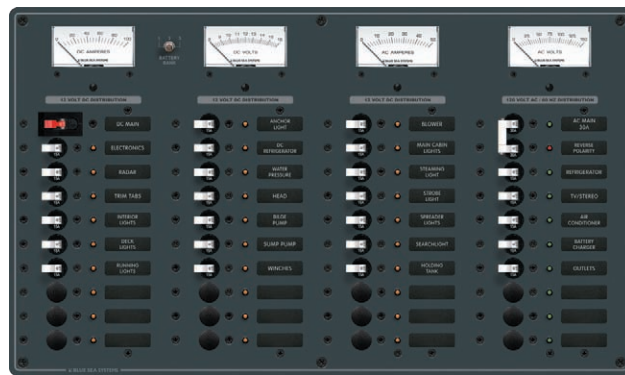 DC AMPERES
DC VOLTS
AC AMPERES
AC VOLTS
BATTERY
BANK
12 VOLT DC DISTRIBUTION
12 VOLT DC DISTRIBUTION
12 VOLT DC DISTRIBUTION
120 VOLT AC / 60 HZ DISTRIBUTION
DC MAIN
ELECTRONICS
RADAR
TRIM TABS
INTERIOR
LIGHTS
DECK
LIGHTS
RUNNING
LIGHTS
ANCHOR
LIGHT
DC
REFRIGERATOR
WATER
PRESSURE
HEAD
BILGE
PUMP
SUMP PUMP
WINCHES
BLOWER
MAIN CABIN
LIGHTS
STEAMING
LIGHT
STROBE
LIGHT
SPREADER
LIGHTS
SEARCHLIGHT
HOLDING
TANK
AC MAIN
30A
REVERSE
POLARITY
REFRIGERATOR
TV/STEREO
AIR
CONDITIONER
BATTERY
CHARGER
OUTLETS
BLUE SEA SYSTEMS